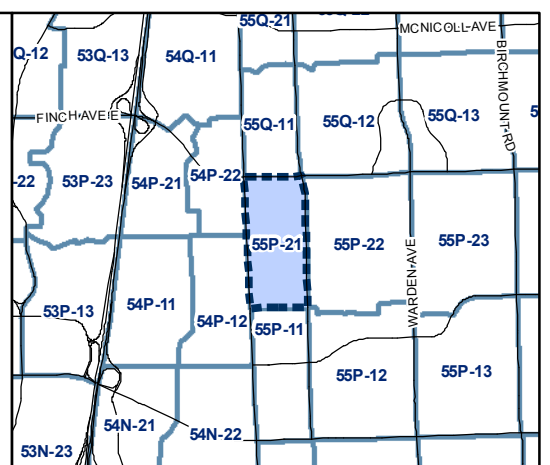 55Q-21
MCNICOLL-AVE
Q-12
53Q-13
54Q-11
BIRCHMOUNT-RD
FINCH-AVE-E
55Q-11
55Q-12
55Q-13
5
-22
53P-23
54P-21
54P-22
55P-21
55P-22
55P-23
WARDEN-AVE
53P-13
54P-11
54P-12
55P-11
55P-12
55P-13
54N-21
54N-22
53N-23